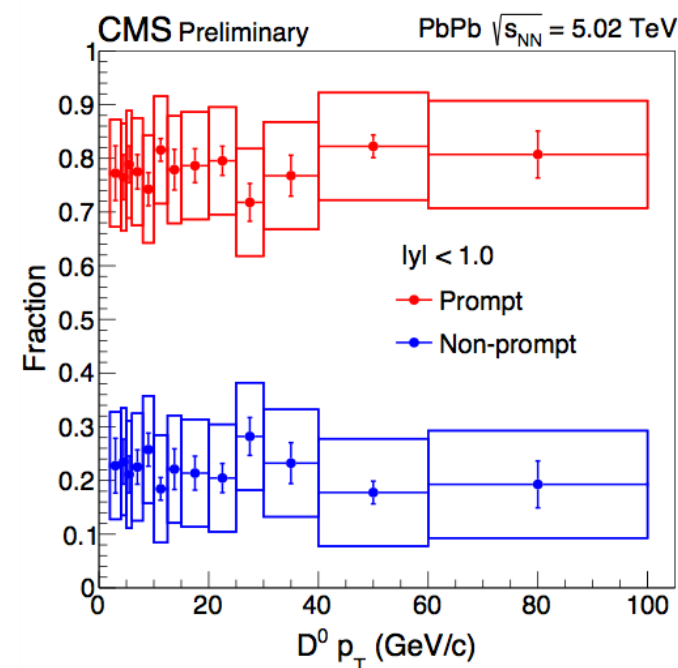 CMS Preliminary PbPb √s_NN = 5.02 TeV
1
0.9
0.8
0.7
0.6
0.5
0.4
0.3
0.2
0.1
0
Fraction
|y| < 1.0
Prompt
Non-prompt
0 20 40 60 80 100
D⁰ p_T (GeV/c)